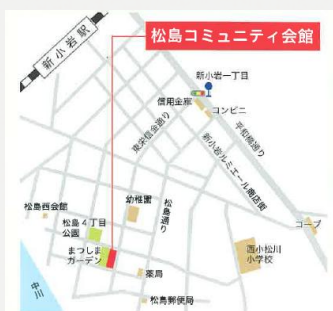 松島コミュニティ会館
新小岩駅
新小岩一丁目
信用金庫
コンビニ
東栄信金通り
平和橋通り
新小岩ルミエール商店街
松島西会館
幼稚園
松島通り
松島4丁目
公園
コープ
まつしま
ガーデン
西小松川
小学校
薬局
中川
松島郵便局